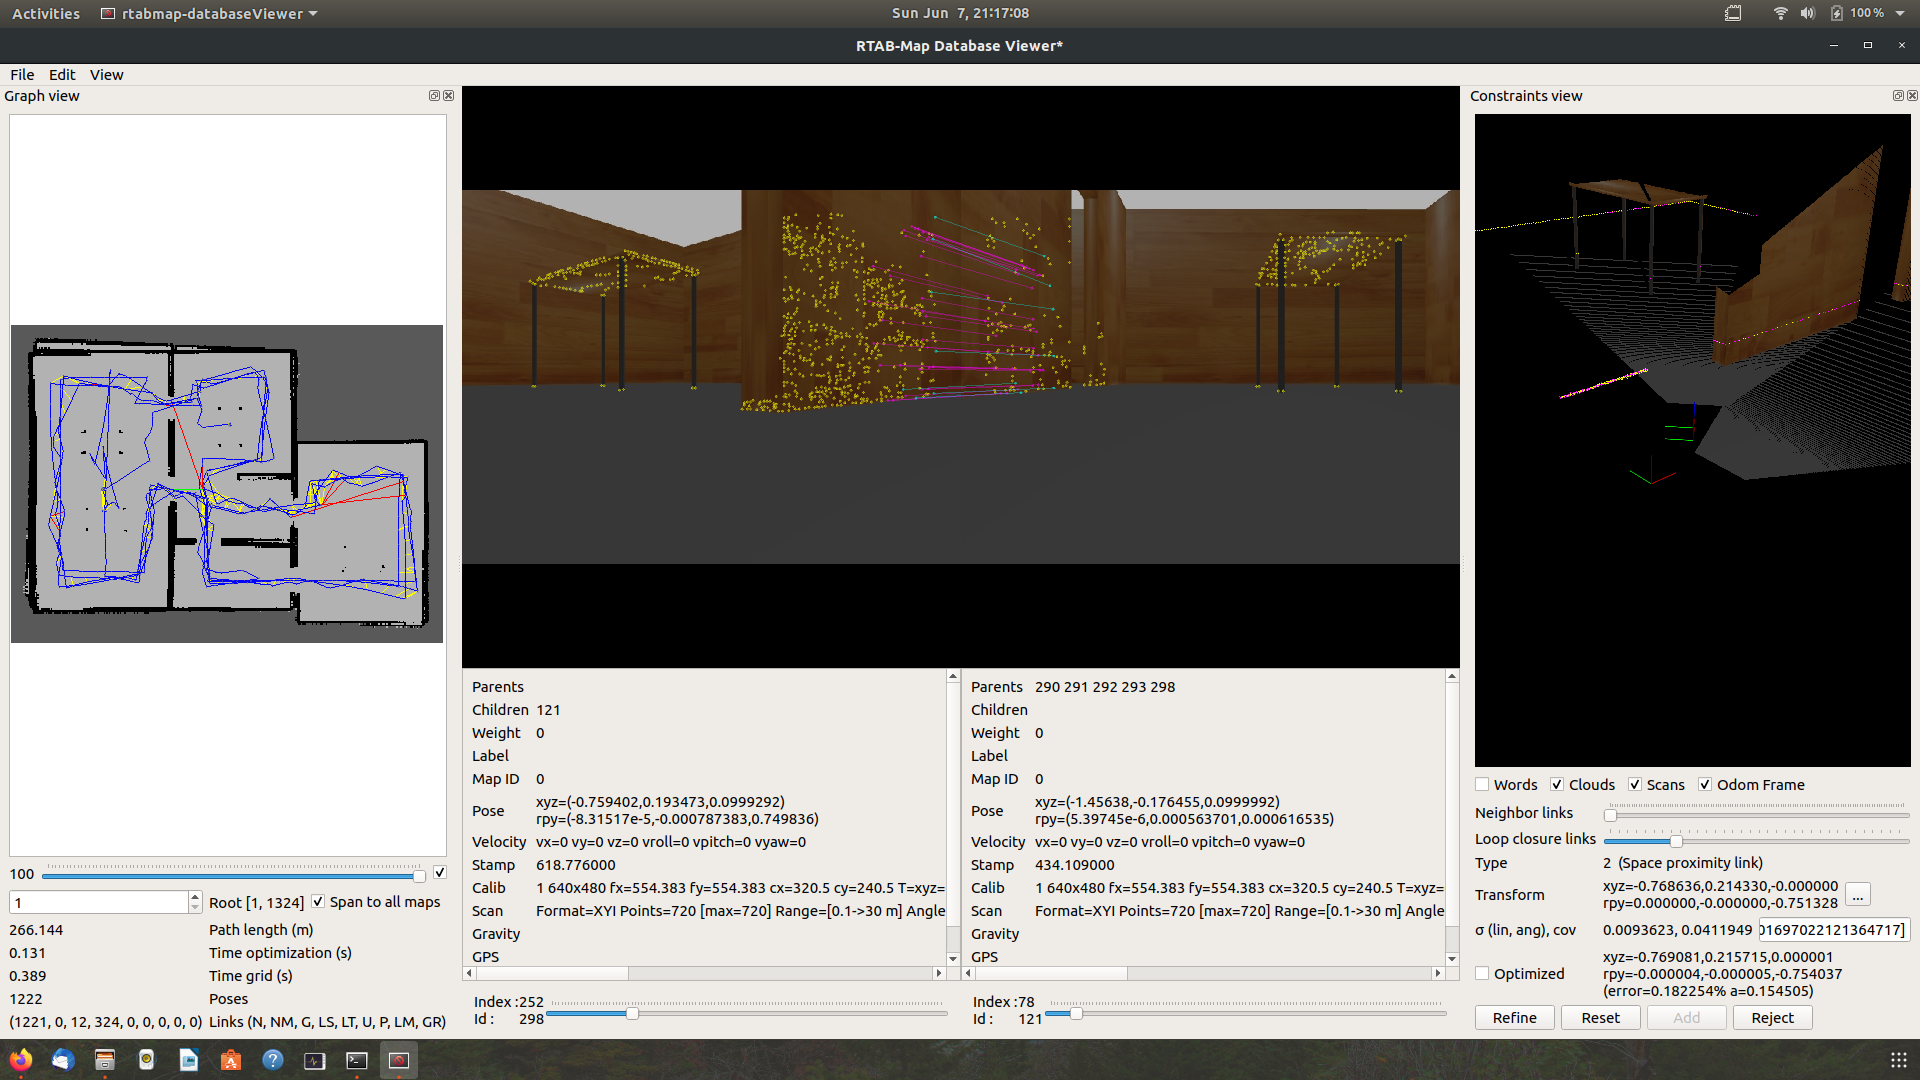 Activities rtabmap-databaseViewer Sun Jun 7, 21:17:08 100 %
RTAB-Map Database Viewer*
File Edit View
Graph view
Constraints view
Parents
Children 121
Weight 0
Label
Map ID 0
Pose xyz=(-0.759402,0.193473,0.0999292)
rpy=(-8.31517e-5,-0.000787383,0.749836)
Velocity vx=0 vy=0 vz=0 vroll=0 vpitch=0 vyaw=0
Stamp 618.776000
Calib 1 640x480 fx=554.383 fy=554.383 cx=320.5 cy=240.5 T=xyz=
Scan Format=XYI Points=720 [max=720] Range=[0.1->30 m] Angle
Gravity
GPS
Index :252
Id : 298
Parents 290 291 292 293 298
Children
Weight 0
Label
Map ID 0
Pose xyz=(-1.45638,-0.176455,0.0999992)
rpy=(5.39745e-6,0.000563701,0.000616535)
Velocity vx=0 vy=0 vz=0 vroll=0 vpitch=0 vyaw=0
Stamp 434.109000
Calib 1 640x480 fx=554.383 fy=554.383 cx=320.5 cy=240.5 T=xyz=
Scan Format=XYI Points=720 [max=720] Range=[0.1->30 m] Angle
Gravity
GPS
Index :78
Id : 121
100
1 Root [1, 1324] Span to all maps
266.144 Path length (m)
0.131 Time optimization (s)
0.389 Time grid (s)
1222 Poses
(1221, 0, 12, 324, 0, 0, 0, 0, 0) Links (N, NM, G, LS, LT, U, P, LM, GR)
Words Clouds Scans Odom Frame
Neighbor links
Loop closure links
Type 2 (Space proximity link)
Transform xyz=-0.768636,0.214330,-0.000000
rpy=0.000000,-0.000000,-0.751328 ...
σ (lin, ang), cov 0.0093623, 0.0411949 01697022121364717]
Optimized xyz=-0.769081,0.215715,0.000001
rpy=-0.000004,-0.000005,-0.754037
(error=0.182254% a=0.154505)
Refine Reset Add Reject